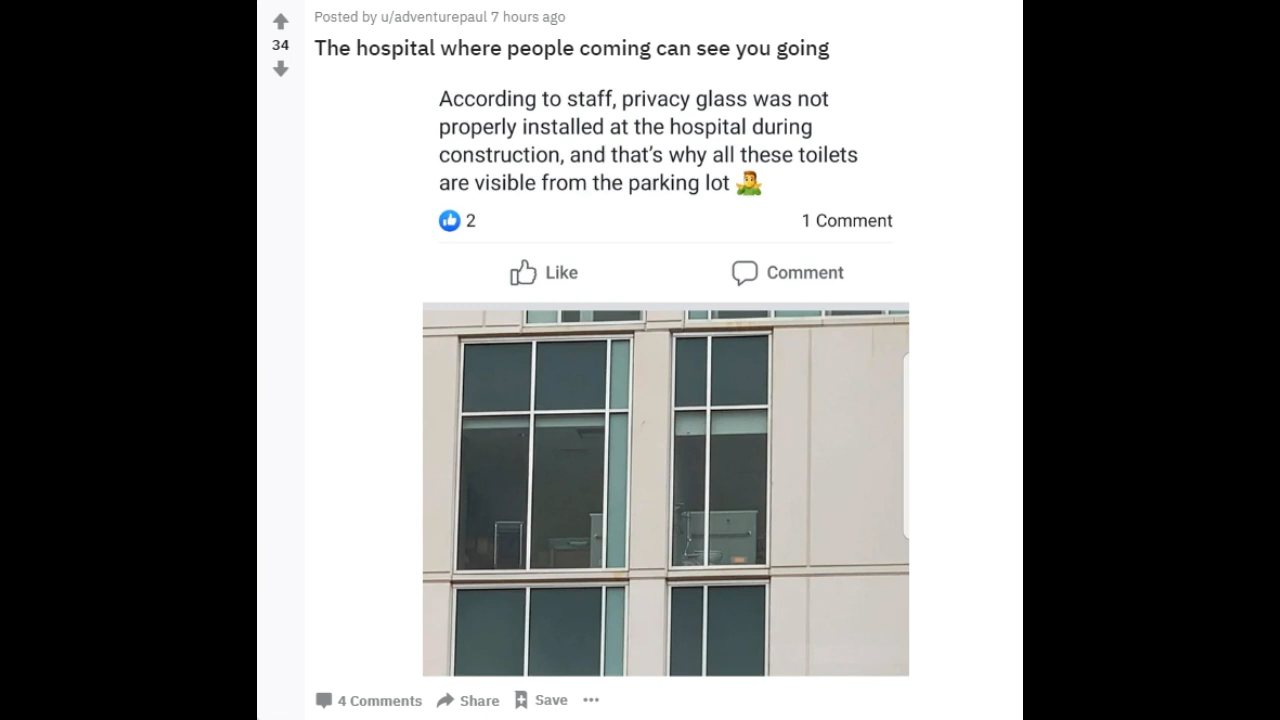 Posted by u/adventurepaul 7 hours ago
34
The hospital where people coming can see you going
According to staff, privacy glass was not
properly installed at the hospital during
construction, and that's why all these toilets
are visible from the parking lot 🤷‍♂️
2 1 Comment
Like Comment
4 Comments Share Save